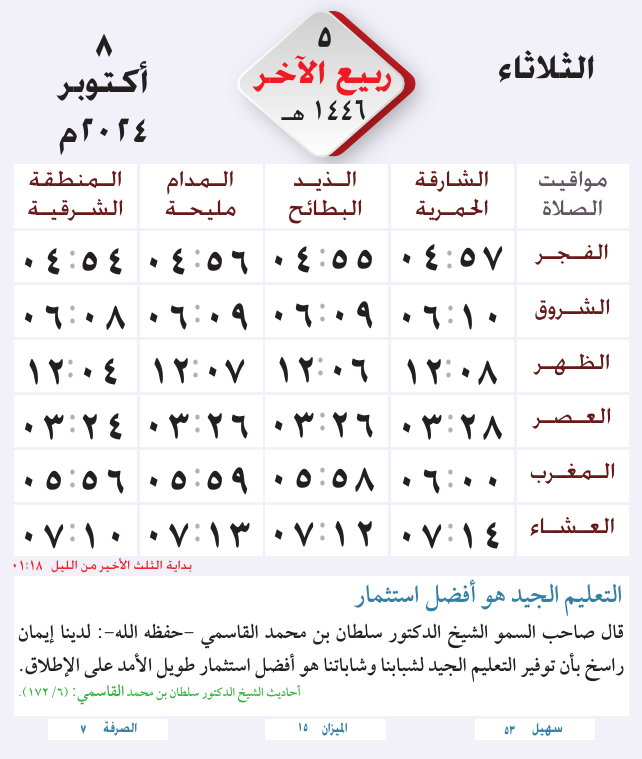 الثلاثاء
٥
ربيع الآخر
١٤٤٦ هـ
٨
أكتوبر
٢٠٢٤م
مواقيت الصلاة
الشارقة الحمرية
الذيد البطائح
المدام مليحة
المنطقة الشرقية
الفجر ٠٤:٥٧ ٠٤:٥٥ ٠٤:٥٦ ٠٤:٥٤
الشروق ٠٦:١٠ ٠٦:٠٩ ٠٦:٠٩ ٠٦:٠٨
الظهر ١٢:٠٨ ١٢:٠٦ ١٢:٠٧ ١٢:٠٤
العصر ٠٣:٢٨ ٠٣:٢٦ ٠٣:٢٦ ٠٣:٢٤
المغرب ٠٦:٠٠ ٠٥:٥٨ ٠٥:٥٩ ٠٥:٥٦
العشاء ٠٧:١٤ ٠٧:١٢ ٠٧:١٣ ٠٧:١٠
بداية الثلث الأخير من الليل ٠١:١٨
التعليم الجيد هو أفضل استثمار
قال صاحب السمو الشيخ الدكتور سلطان بن محمد القاسمي -حفظه الله-: لدينا إيمان
راسخ بأن توفير التعليم الجيد لشبابنا وشاباتنا هو أفضل استثمار طويل الأمد على الإطلاق.
أحاديث الشيخ الدكتور سلطان بن محمد القاسمي: (٦/ ١٧٢).
سهيل ٥٣
الميزان ١٥
الصرفة ٧